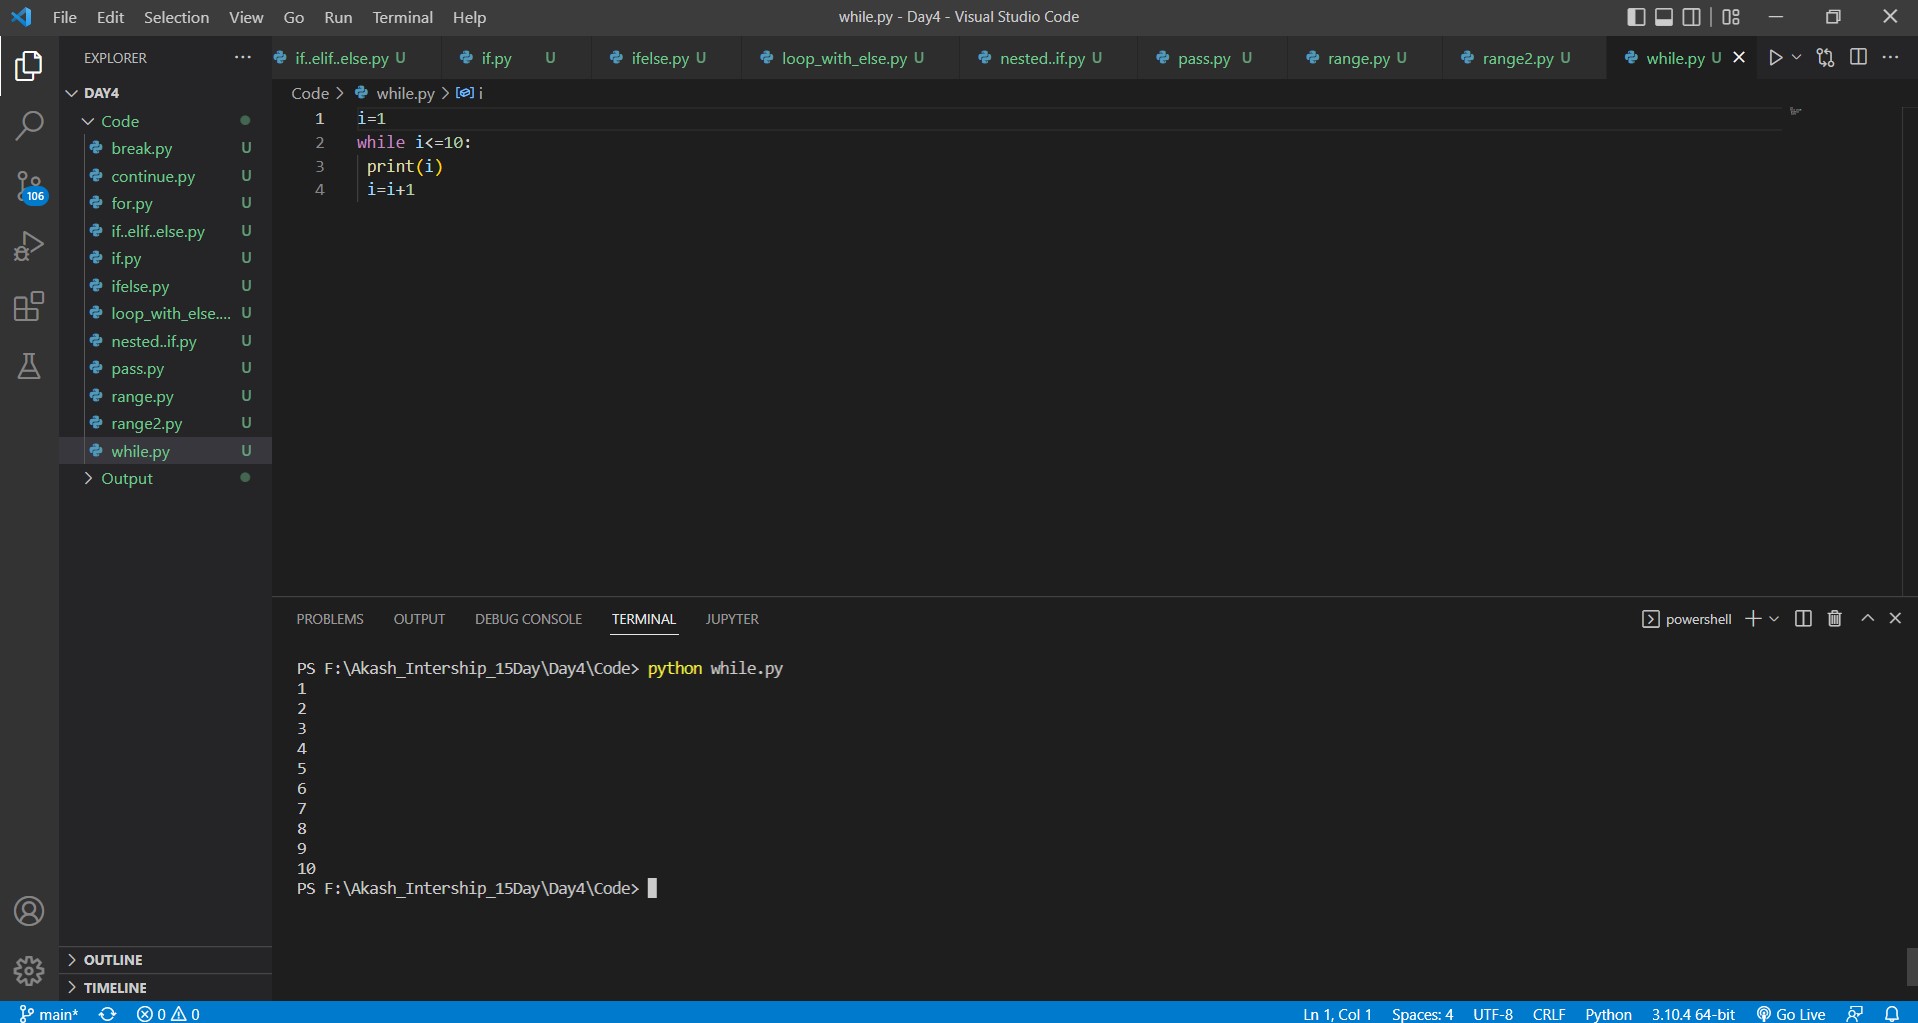 File Edit Selection View Go Run Terminal Help
while.py - Day4 - Visual Studio Code
EXPLORER
DAY4
Code
break.py U
continue.py U
for.py U
if..elif..else.py U
if.py U
ifelse.py U
loop_with_else.... U
nested..if.py U
pass.py U
range.py U
range2.py U
while.py U
Output
OUTLINE
TIMELINE
106
if..elif..else.py U if.py U ifelse.py U loop_with_else.py U nested..if.py U pass.py U range.py U range2.py U while.py U
Code > while.py > i
1 i=1
2 while i<=10:
3 print(i)
4 i=i+1
PROBLEMS OUTPUT DEBUG CONSOLE TERMINAL JUPYTER
powershell
PS F:\Akash_Intership_15Day\Day4\Code> python while.py
1
2
3
4
5
6
7
8
9
10
PS F:\Akash_Intership_15Day\Day4\Code>
main* 0 0 Ln 1, Col 1 Spaces: 4 UTF-8 CRLF Python 3.10.4 64-bit Go Live